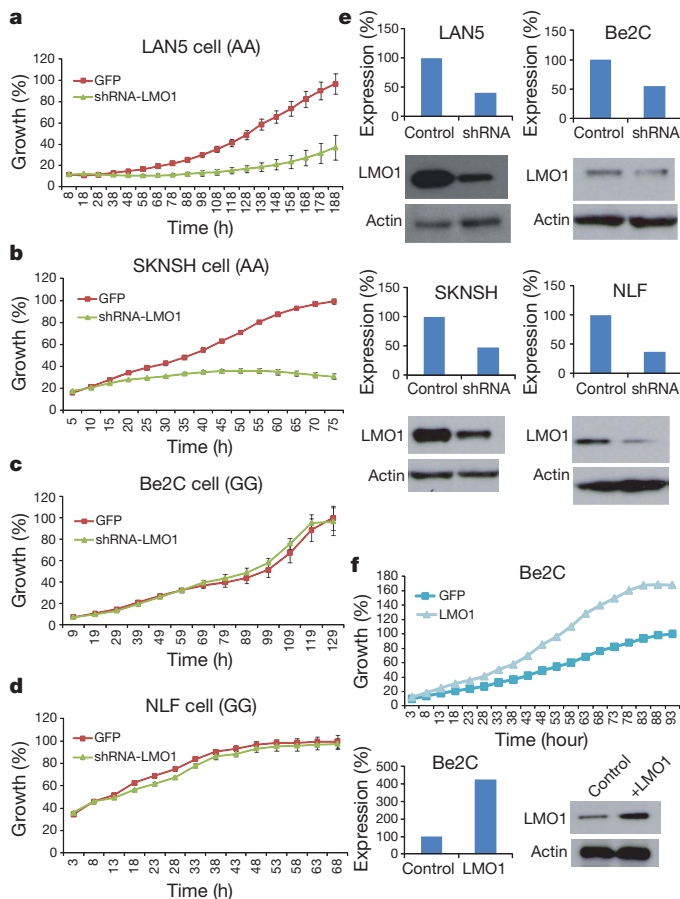 a
LAN5 cell (AA)
120
100
80
60
40
20
0
Growth (%)
GFP
shRNA-LMO1
8 18 28 38 48 58 68 78 88 98 108 118 128 138 148 158 168 178 188
Time (h)
b
SKNSH cell (AA)
120
100
80
60
40
20
0
Growth (%)
GFP
shRNA-LMO1
5 10 15 20 25 30 35 40 45 50 55 60 65 70 75
Time (h)
c
Be2C cell (GG)
120
100
80
60
40
20
0
Growth (%)
GFP
shRNA-LMO1
9 19 29 39 49 59 69 79 89 99 109 119 129
Time (h)
d
NLF cell (GG)
120
100
80
60
40
20
0
Growth (%)
GFP
shRNA-LMO1
3 8 13 18 23 28 33 38 43 48 53 58 63 68
Time (h)
e
LAN5
150
100
50
0
Expression (%)
Control shRNA
LMO1
Actin
Be2C
150
100
50
0
Expression (%)
Control shRNA
LMO1
Actin
SKNSH
150
100
50
0
Expression (%)
Control shRNA
LMO1
Actin
NLF
150
100
50
0
Expression (%)
Control shRNA
LMO1
Actin
f
Be2C
180
160
140
120
100
80
60
40
20
0
Growth (%)
GFP
LMO1
3 8 13 18 23 28 33 38 43 48 53 58 63 68 73 78 83 88 93
Time (hour)
Be2C
500
400
300
200
100
0
Expression (%)
Control LMO1
Control
+LMO1
LMO1
Actin